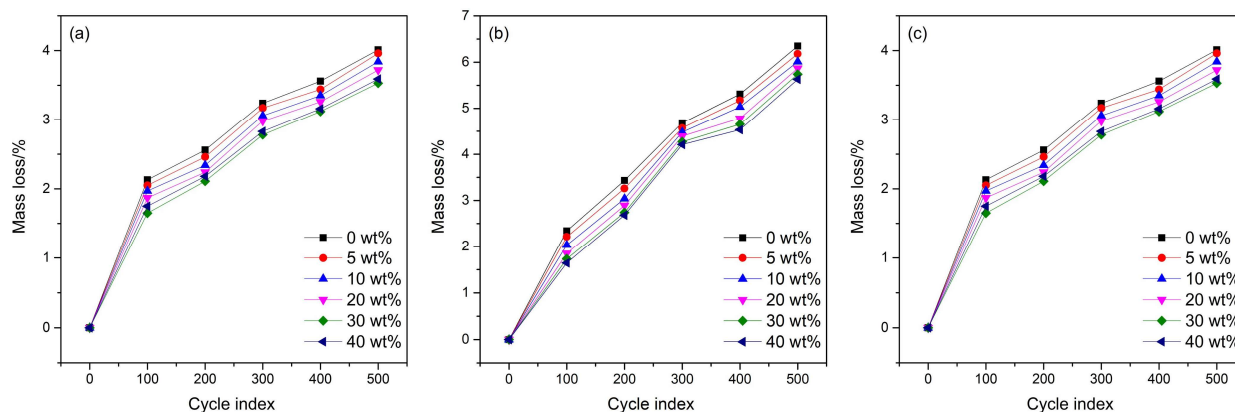 (a)
Mass loss/%
4
3
2
1
0
0 wt%
5 wt%
10 wt%
20 wt%
30 wt%
40 wt%
0 100 200 300 400 500
Cycle index
(b)
Mass loss/%
7
6
5
4
3
2
1
0
0 wt%
5 wt%
10 wt%
20 wt%
30 wt%
40 wt%
0 100 200 300 400 500
Cycle index
(c)
Mass loss/%
4
3
2
1
0
0 wt%
5 wt%
10 wt%
20 wt%
30 wt%
40 wt%
0 100 200 300 400 500
Cycle index